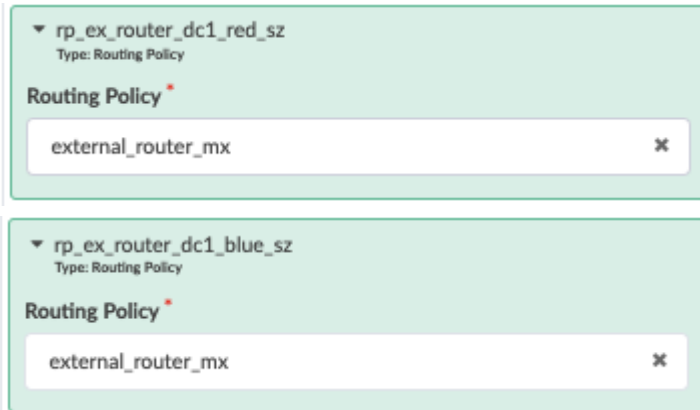 rp_ex_router_dc1_red_sz
Type: Routing Policy
Routing Policy *
external_router_mx
rp_ex_router_dc1_blue_sz
Type: Routing Policy
Routing Policy *
external_router_mx